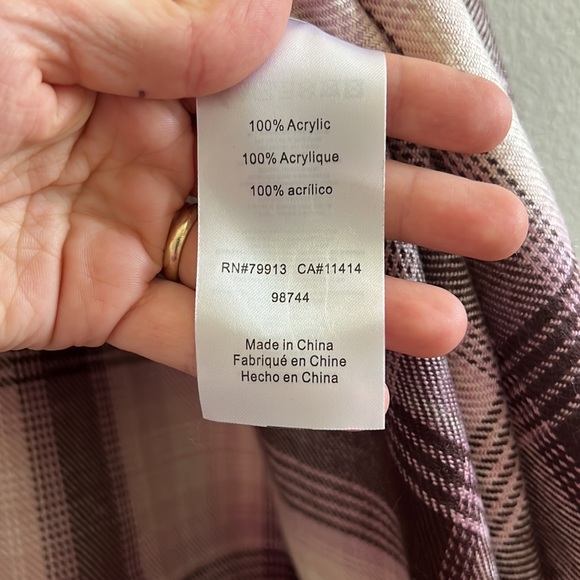 100% Acrylic
100% Acrylique
100% acrílico
RN#79913 CA#11414
98744
Made in China
Fabriqué en Chine
Hecho en China